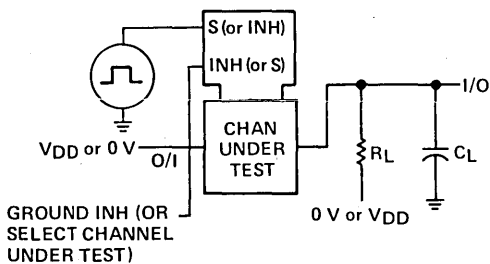 S (or INH)
INH (or S)
I/O
CHAN
UNDER
TEST
VDD or 0 V
O/I
RL
CL
0 V or VDD
GROUND INH (OR
SELECT CHANNEL
UNDER TEST)